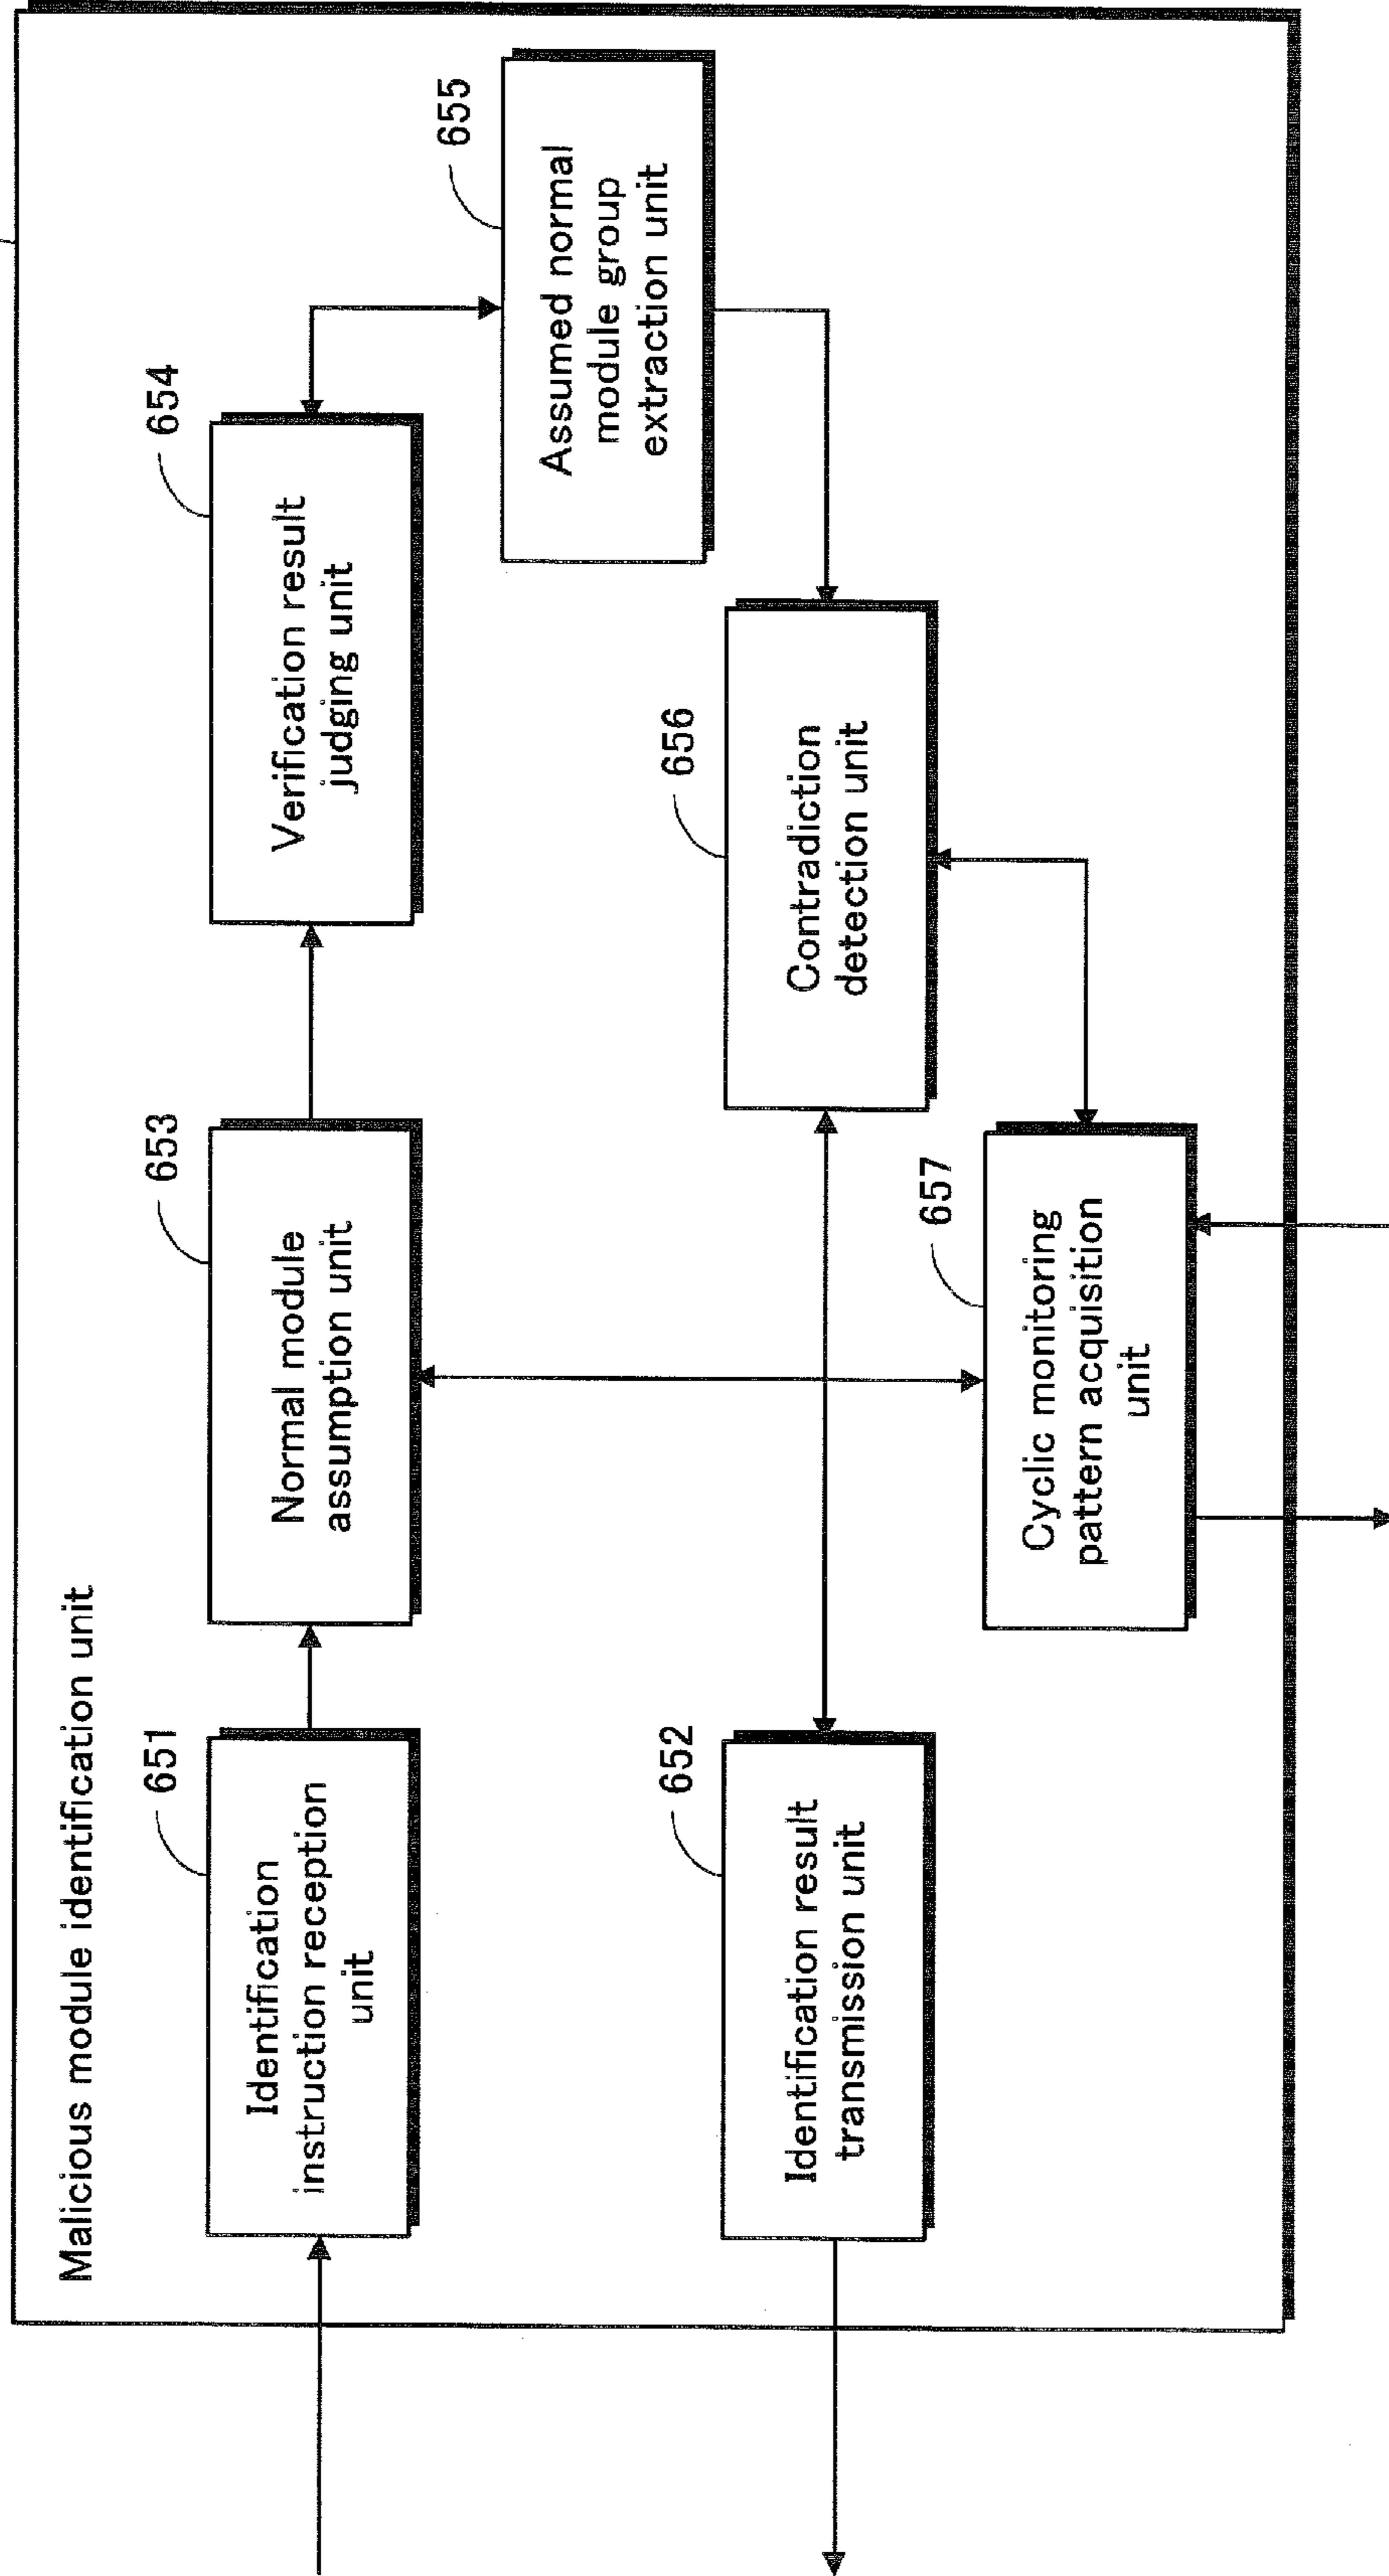 Malicious module identification unit
651
Identification
instruction reception
unit
653
Normal module
assumption unit
654
Verification result
judging unit
655
Assumed normal
module group
extraction unit
652
Identification result
transmission unit
656
Contradiction
detection unit
657
Cyclic monitoring
pattern acquisition
unit